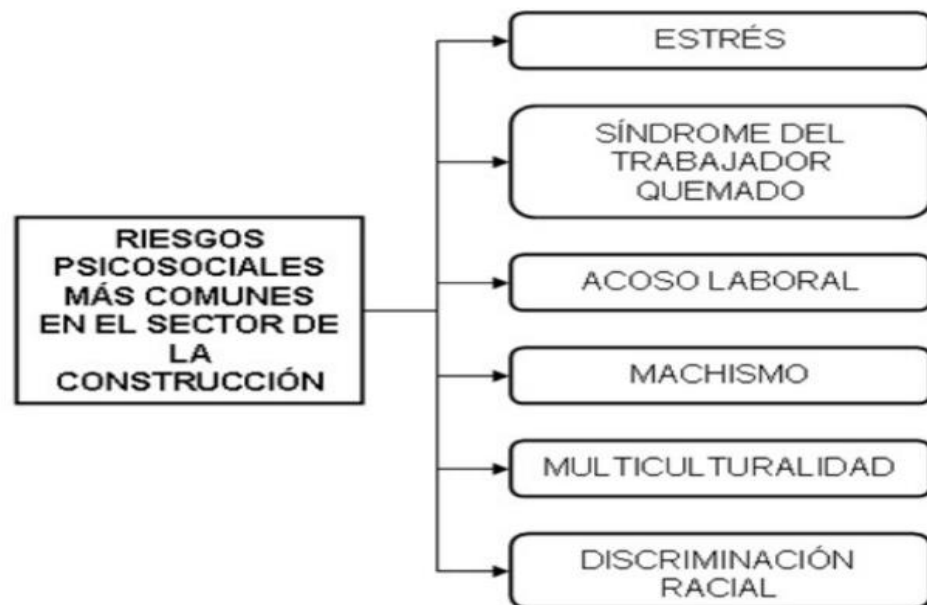 RIESGOS
PSICOSOCIALES
MÁS COMUNES
EN EL SECTOR DE
LA
CONSTRUCCIÓN
ESTRÉS
SÍNDROME DEL
TRABAJADOR
QUEMADO
ACOSO LABORAL
MACHISMO
MULTICULTURALIDAD
DISCRIMINACIÓN
RACIAL